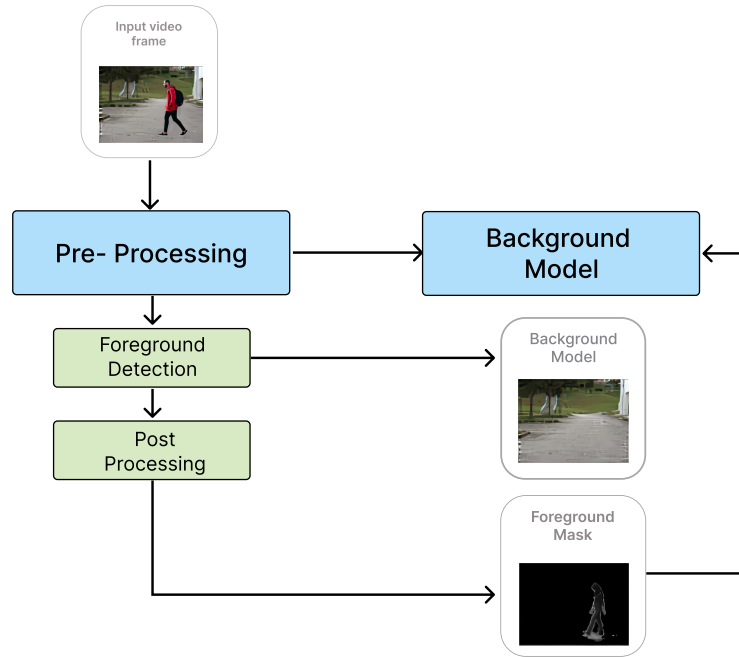 Input video
frame
Pre- Processing
Background
Model
Foreground
Detection
Background
Model
Post
Processing
Foreground
Mask